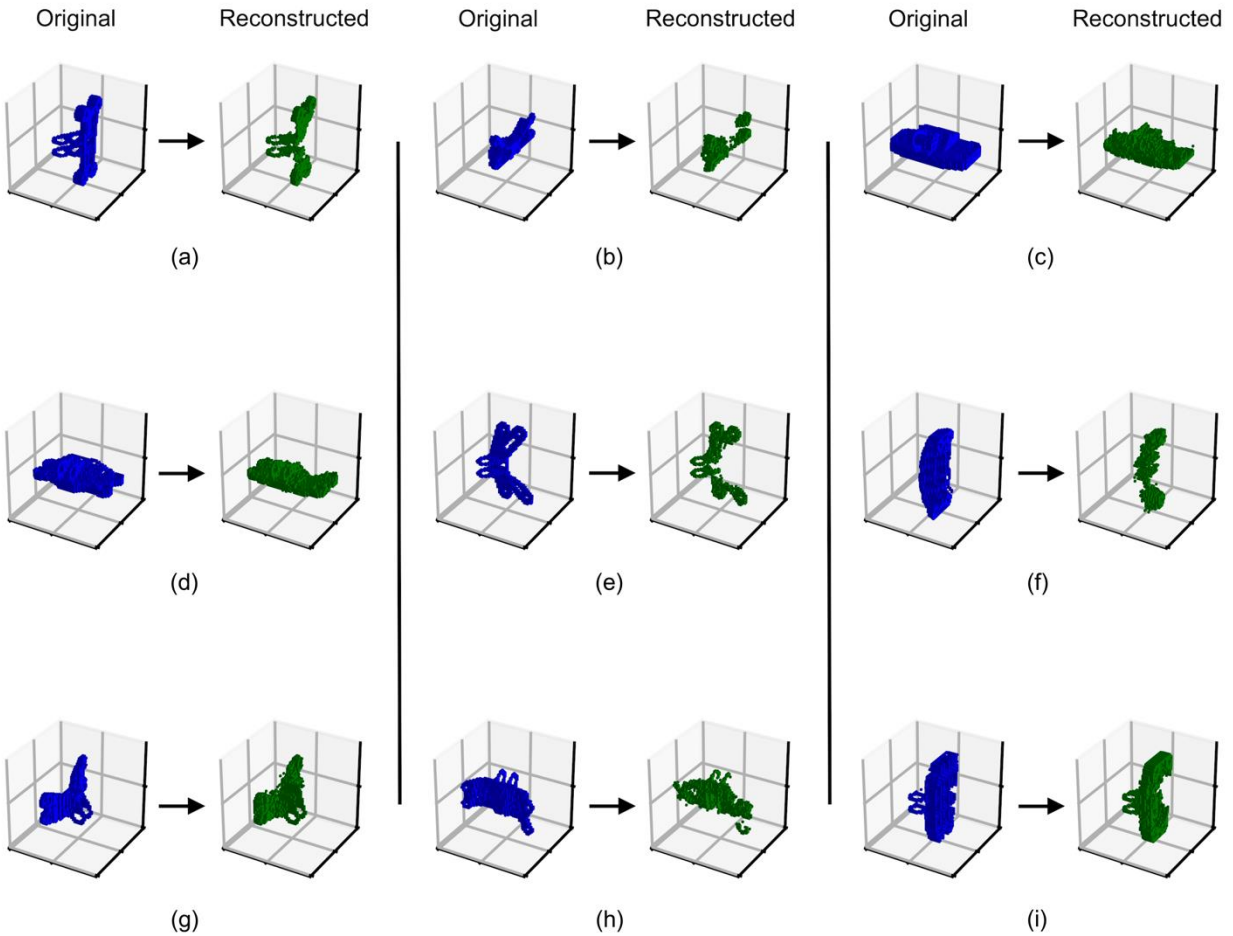 Original Reconstructed Original Reconstructed Original Reconstructed
(a) (b) (c)
(d) (e) (f)
(g) (h) (i)